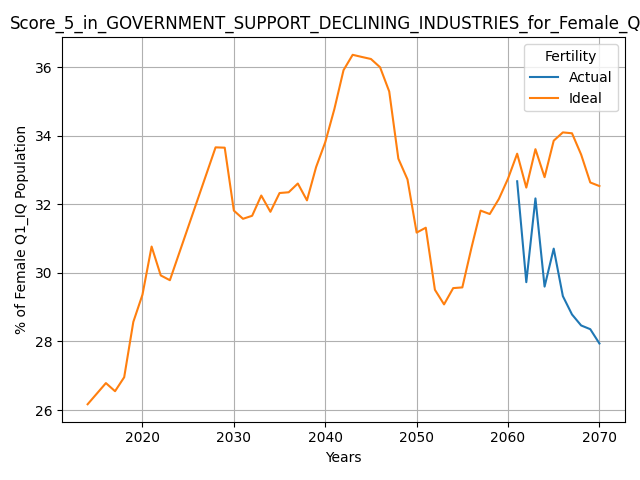 Score_5_in_GOVERNMENT_SUPPORT_DECLINING_INDUSTRIES_for_Female_Q
Fertility
Actual
Ideal
% of Female Q1_IQ Population
36
34
32
30
28
26
2020 2030 2040 2050 2060 2070
Years